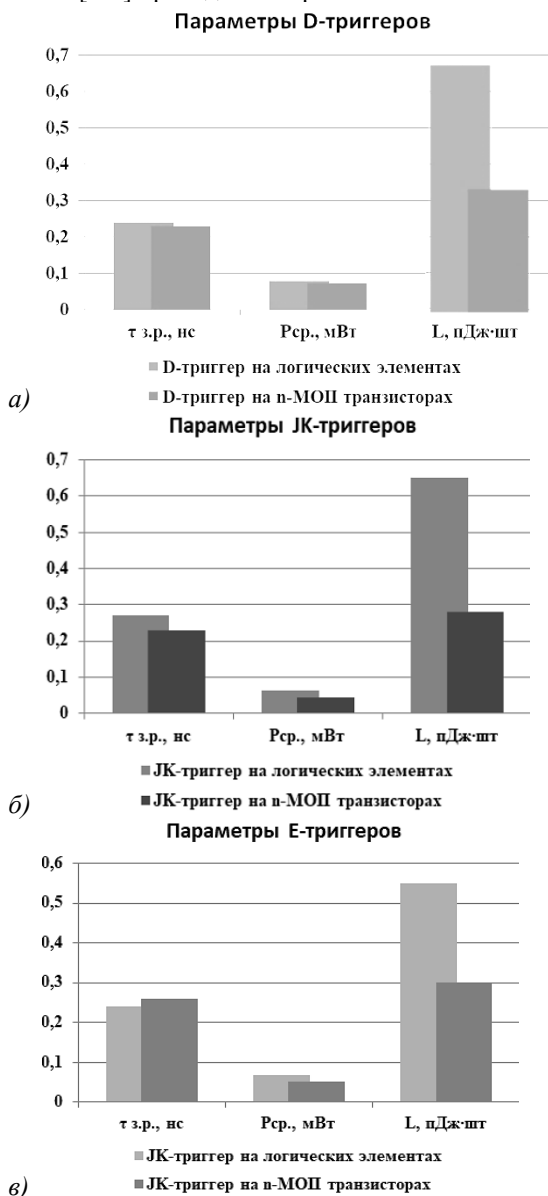 Параметры D-триггеров
0,7
0,6
0,5
0,4
0,3
0,2
0,1
0
τ з.р., нс Рср., мВт L, пДж·шт
D-триггер на логических элементах
D-триггер на n-МОП транзисторах
а)
Параметры JK-триггеров
0,7
0,6
0,5
0,4
0,3
0,2
0,1
0
τ з.р., нс Рср., мВт L, пДж·шт
JK-триггер на логических элементах
JK-триггер на n-МОП транзисторах
б)
Параметры E-триггеров
0,6
0,5
0,4
0,3
0,2
0,1
0
τ з.р., нс Рср., мВт L, пДж·шт
JK-триггер на логических элементах
JK-триггер на n-МОП транзисторах
в)